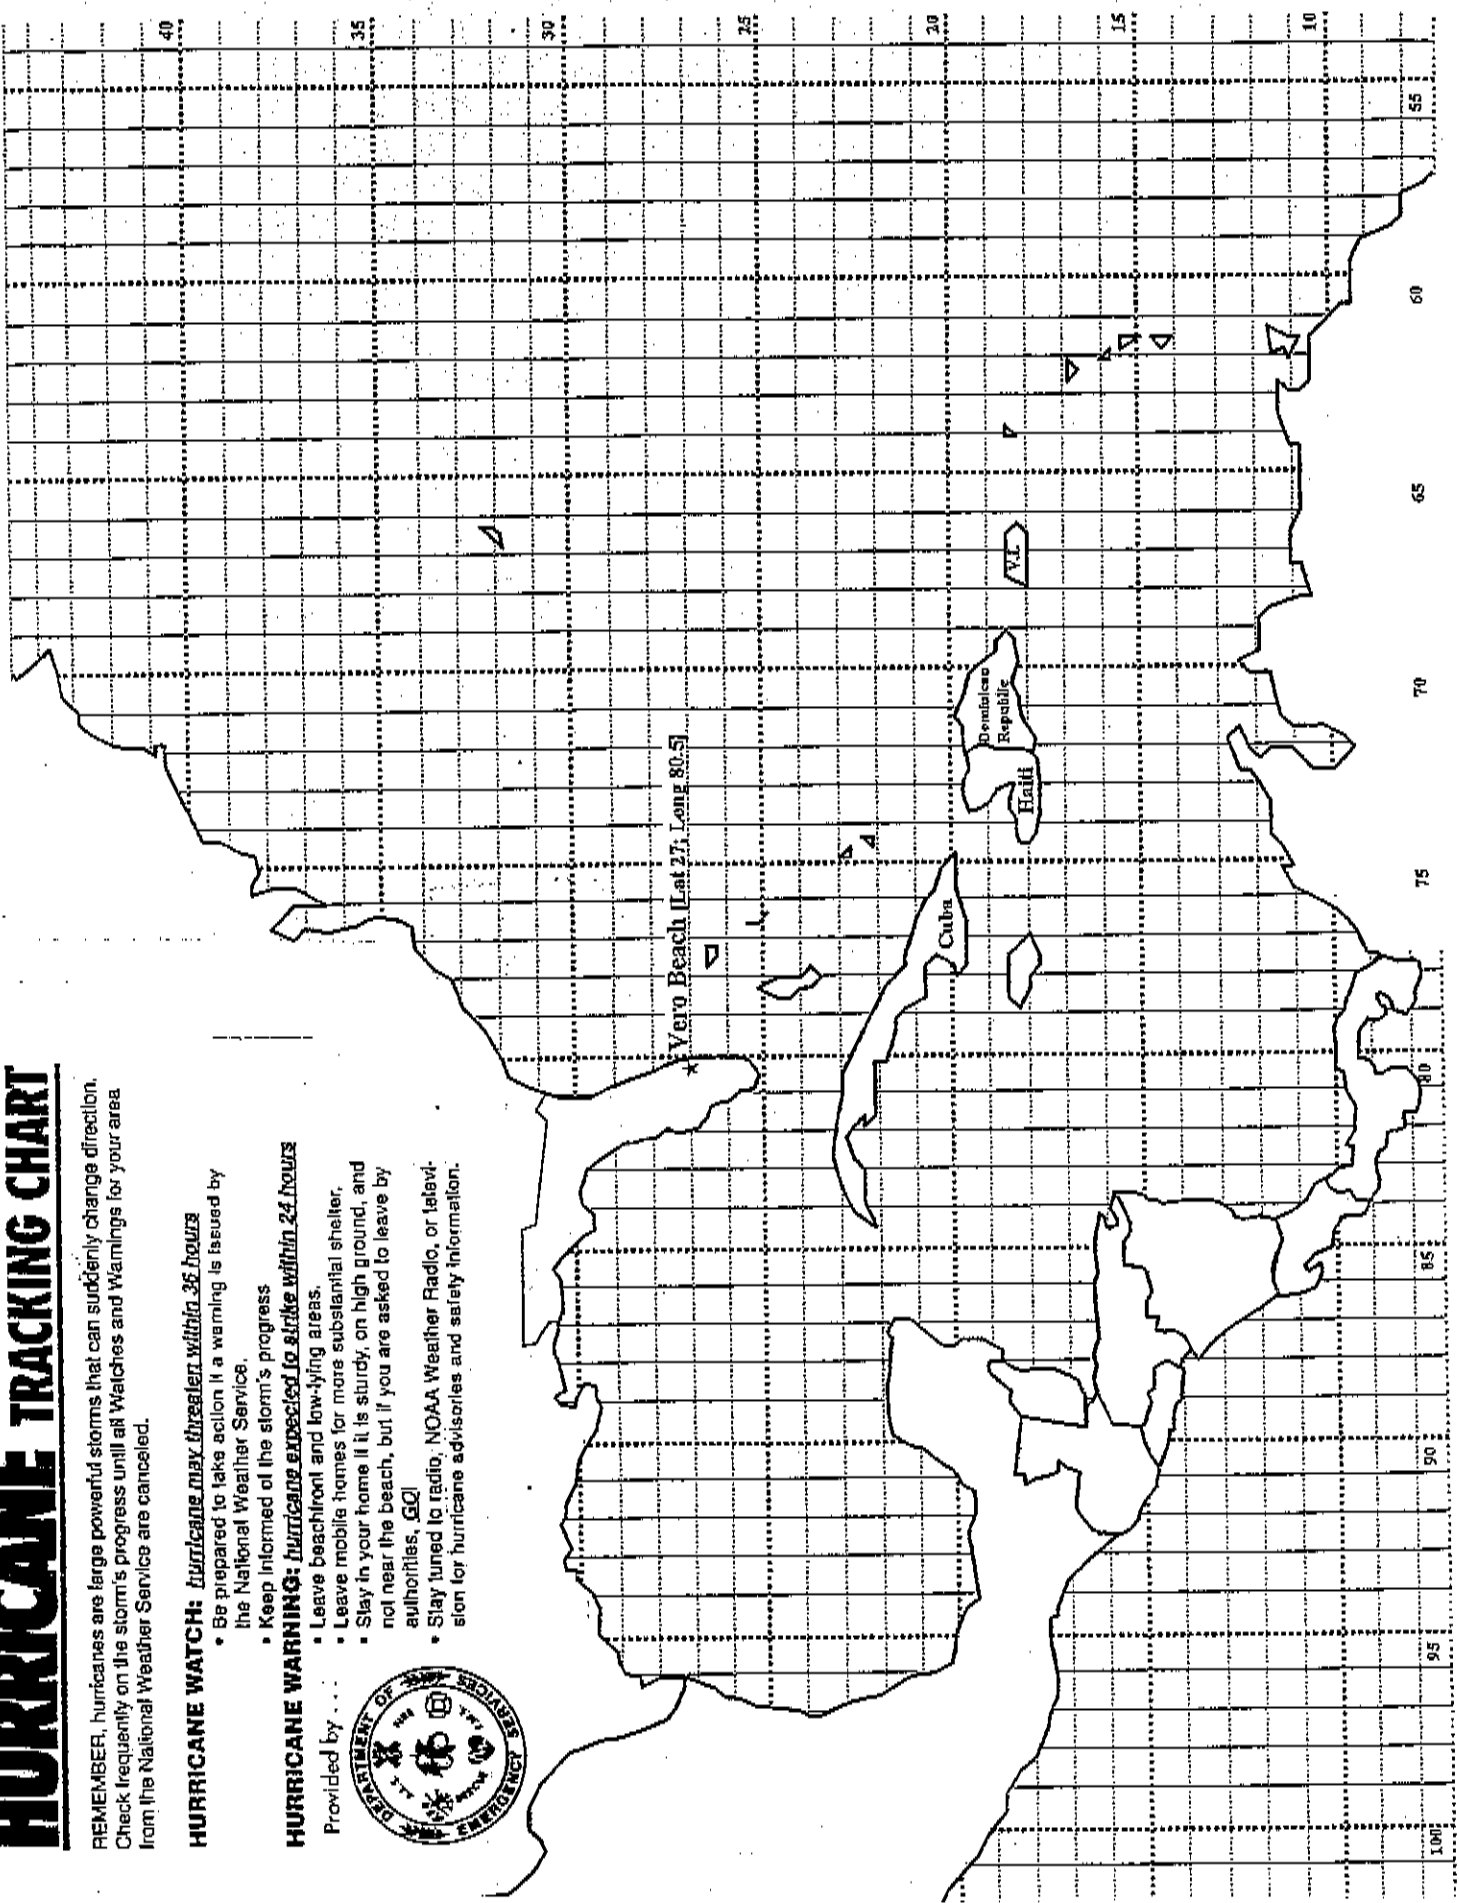 HURRICANE TRACKING CHART
REMEMBER, hurricanes are large powerful storms that can suddenly change direction.
Check frequently on the storm's progress until all Watches and Warnings for your area
from the National Weather Service are canceled.
HURRICANE WATCH: hurricane may threaten within 36 hours
• Be prepared to take action if a warning is issued by
the National Weather Service.
• Keep informed of the storm's progress
HURRICANE WARNING: hurricane expected to strike within 24 hours
• Leave beachfront and low-lying areas.
• Leave mobile homes for more substantial shelter.
• Stay in your home if it is sturdy, on high ground, and
not near the beach, but if you are asked to leave by
authorities, GO!
• Stay tuned to radio, NOAA Weather Radio, or televi-
sion for hurricane advisories and safety information.
Provided by . . .
DEPARTMENT OF
EMERGENCY SERVICES
Vero Beach [Lat 27; Long 80.5]
Cuba
Haiti
Dominican
Republic
V.I.
40
35
30
25
20
15
10
100
95
90
85
80
75
70
65
60
55